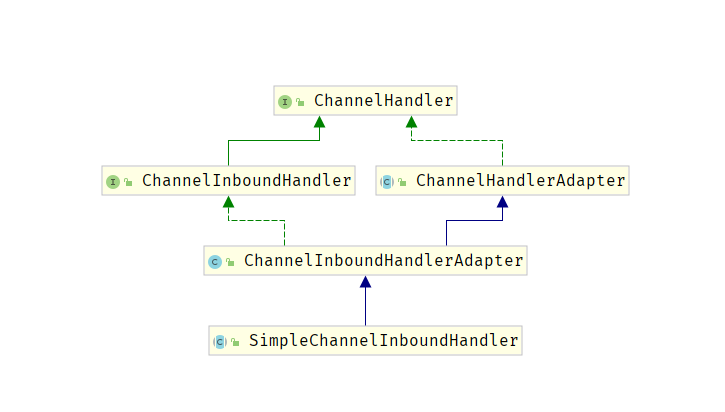 I ChannelHandler
I ChannelInboundHandler
C ChannelHandlerAdapter
C ChannelInboundHandlerAdapter
C SimpleChannelInboundHandler